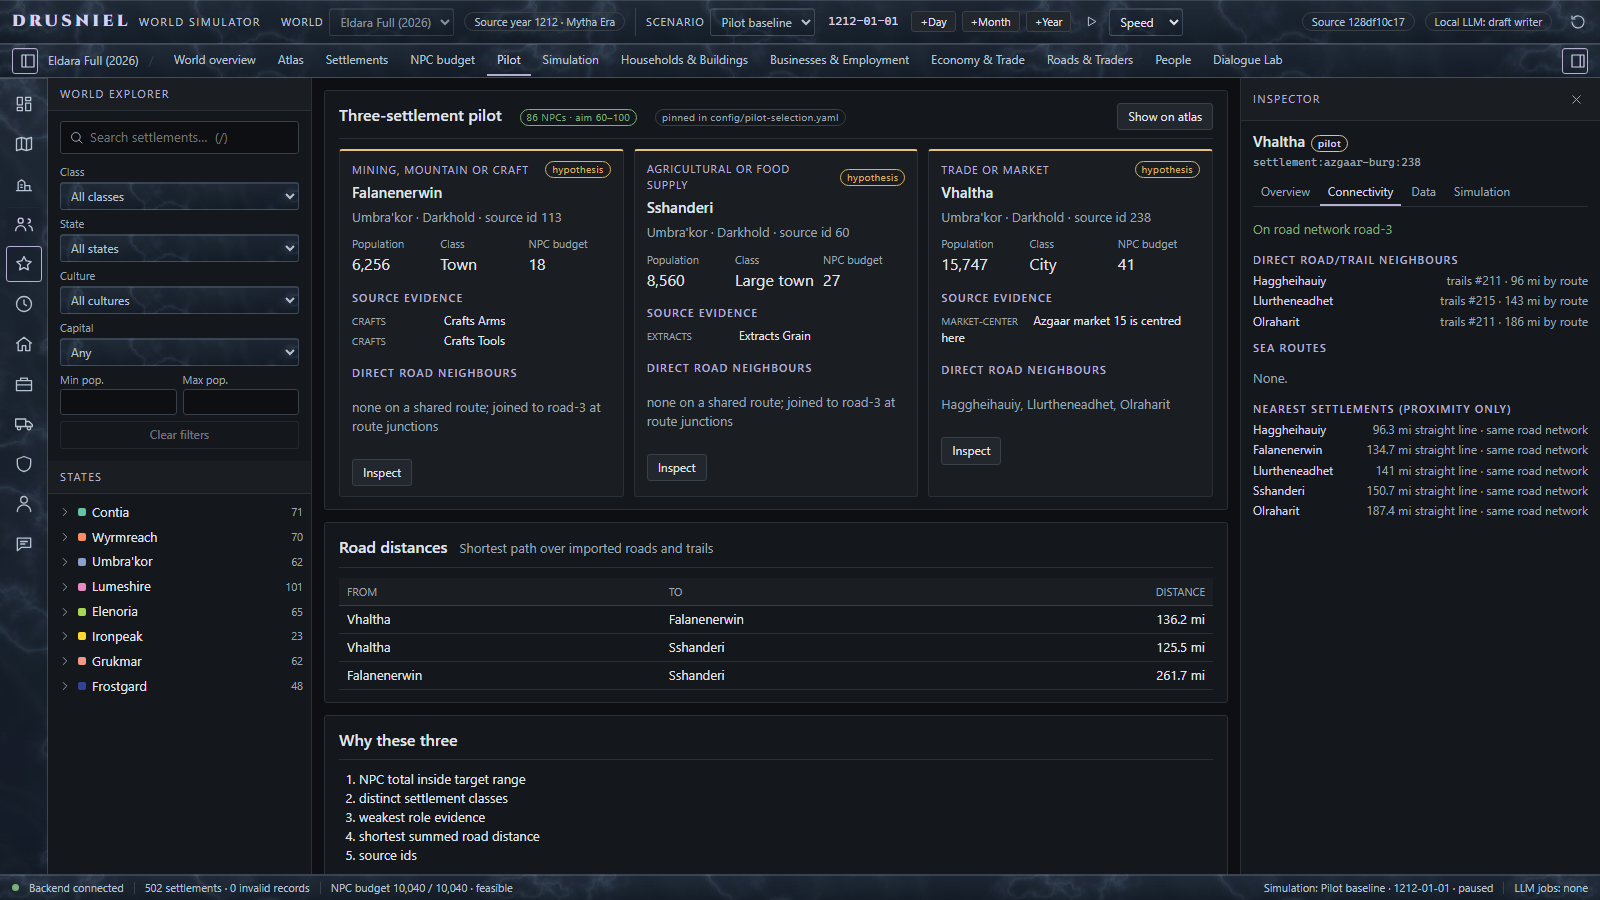 DRUSNIEL WORLD SIMULATOR WORLD Eldara Full (2026) Source year 1212 · Mytha Era SCENARIO Pilot baseline 1212-01-01 +Day +Month +Year Speed Source 128df10c17 Local LLM: draft writer
Eldara Full (2026) / World overview Atlas Settlements NPC budget Pilot Simulation Households & Buildings Businesses & Employment Economy & Trade Roads & Traders People Dialogue Lab
WORLD EXPLORER
Search settlements... (/)
Class
All classes
State
All states
Culture
All cultures
Capital
Any
Min pop. Max pop.
Clear filters
STATES
Contia 71
Wyrmreach 70
Umbra'kor 62
Lumeshire 101
Elenoria 65
Ironpeak 23
Grukmar 62
Frostgard 48
Three-settlement pilot 86 NPCs · aim 60–100 pinned in config/pilot-selection.yaml Show on atlas
MINING, MOUNTAIN OR CRAFT hypothesis
Falanenerwin
Umbra'kor · Darkhold · source id 113
Population Class NPC budget
6,256 Town 18
SOURCE EVIDENCE
CRAFTS Crafts Arms
CRAFTS Crafts Tools
DIRECT ROAD NEIGHBOURS
none on a shared route; joined to road-3 at
route junctions
Inspect
AGRICULTURAL OR FOOD
SUPPLY hypothesis
Sshanderi
Umbra'kor · Darkhold · source id 60
Population Class NPC budget
8,560 Large town 27
SOURCE EVIDENCE
EXTRACTS Extracts Grain
DIRECT ROAD NEIGHBOURS
none on a shared route; joined to road-3 at
route junctions
Inspect
TRADE OR MARKET hypothesis
Vhaltha
Umbra'kor · Darkhold · source id 238
Population Class NPC budget
15,747 City 41
SOURCE EVIDENCE
MARKET-CENTER Azgaar market 15 is centred
here
DIRECT ROAD NEIGHBOURS
Haggheihauiy, Llurtheneadhet, Olraharit
Inspect
Road distances Shortest path over imported roads and trails
FROM TO DISTANCE
Vhaltha Falanenerwin 136.2 mi
Vhaltha Sshanderi 125.5 mi
Falanenerwin Sshanderi 261.7 mi
Why these three
1. NPC total inside target range
2. distinct settlement classes
3. weakest role evidence
4. shortest summed road distance
5. source ids
INSPECTOR
Vhaltha pilot
settlement:azgaar-burg:238
Overview Connectivity Data Simulation
On road network road-3
DIRECT ROAD/TRAIL NEIGHBOURS
Haggheihauiy trails #211 · 96 mi by route
Llurtheneadhet trails #215 · 143 mi by route
Olraharit trails #211 · 186 mi by route
SEA ROUTES
None.
NEAREST SETTLEMENTS (PROXIMITY ONLY)
Haggheihauiy 96.3 mi straight line · same road network
Falanenerwin 134.7 mi straight line · same road network
Llurtheneadhet 141 mi straight line · same road network
Sshanderi 150.7 mi straight line · same road network
Olraharit 187.4 mi straight line · same road network
Backend connected 502 settlements · 0 invalid records NPC budget 10,040 / 10,040 · feasible Simulation: Pilot baseline · 1212-01-01 · paused LLM jobs: none